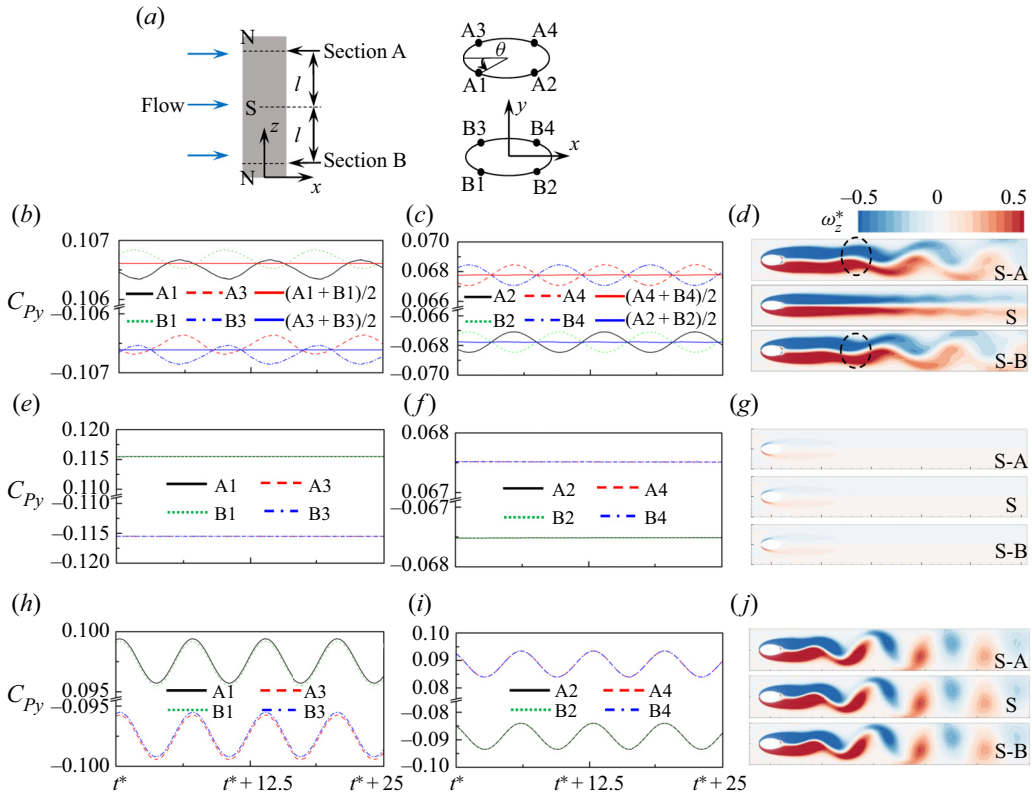 (a)
N
Section A
l
Flow
S
z
l
Section B
N
x
A3 A4
θ
A1 A2
y
B3 B4
x
B1 B2
(b) (c) (d)
−0.5 0 0.5
ω*z
0.107
0.106
−0.106
−0.107
CPy
A1 A3 (A1 + B1)/2
B1 B3 (A3 + B3)/2
0.070
0.068
0.066
−0.066
−0.068
−0.070
A2 A4 (A4 + B4)/2
B2 B4 (A2 + B2)/2
S-A
S
S-B
(e) (f) (g)
0.120
0.115
0.110
−0.110
−0.115
−0.120
CPy
A1 A3
B1 B3
0.068
0.067
−0.067
−0.068
A2 A4
B2 B4
S-A
S
S-B
(h) (i) (j)
0.100
0.095
−0.095
−0.100
CPy
A1 A3
B1 B3
t* t* + 12.5 t* + 25
0.10
0.09
0.08
−0.08
−0.09
−0.10
A2 A4
B2 B4
t* t* + 12.5 t* + 25
S-A
S
S-B